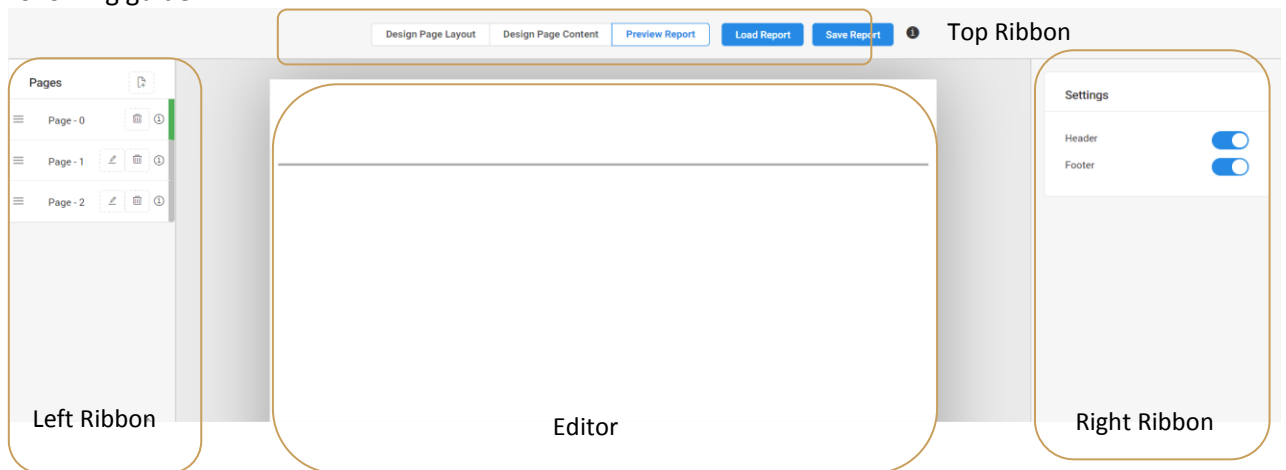 Design Page Layout Design Page Content Preview Report Load Report Save Report Top Ribbon
Pages
Settings
Page - 0
Header
Page - 1
Footer
Page - 2
Left Ribbon
Editor
Right Ribbon